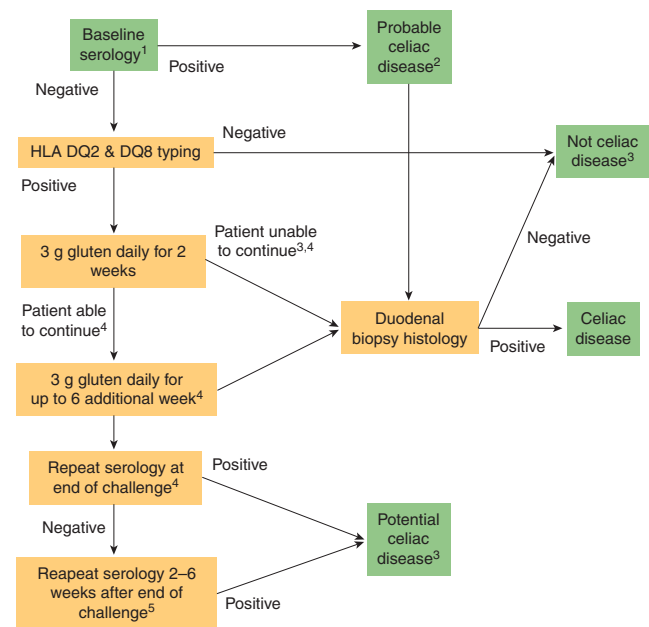 Baseline
serology1
Positive
Probable
celiac
disease2
Negative
HLA DQ2 & DQ8 typing
Negative
Not celiac
disease3
Positive
3 g gluten daily for 2
weeks
Patient unable
to continue3,4
Negative
Patient able
to continue4
Duodenal
biopsy histology
Positive
Celiac
disease
3 g gluten daily for
up to 6 additional week4
Repeat serology at
end of challenge4
Positive
Negative
Potential
celiac
disease3
Reapeat serology 2–6
weeks after end of
challenge5
Positive